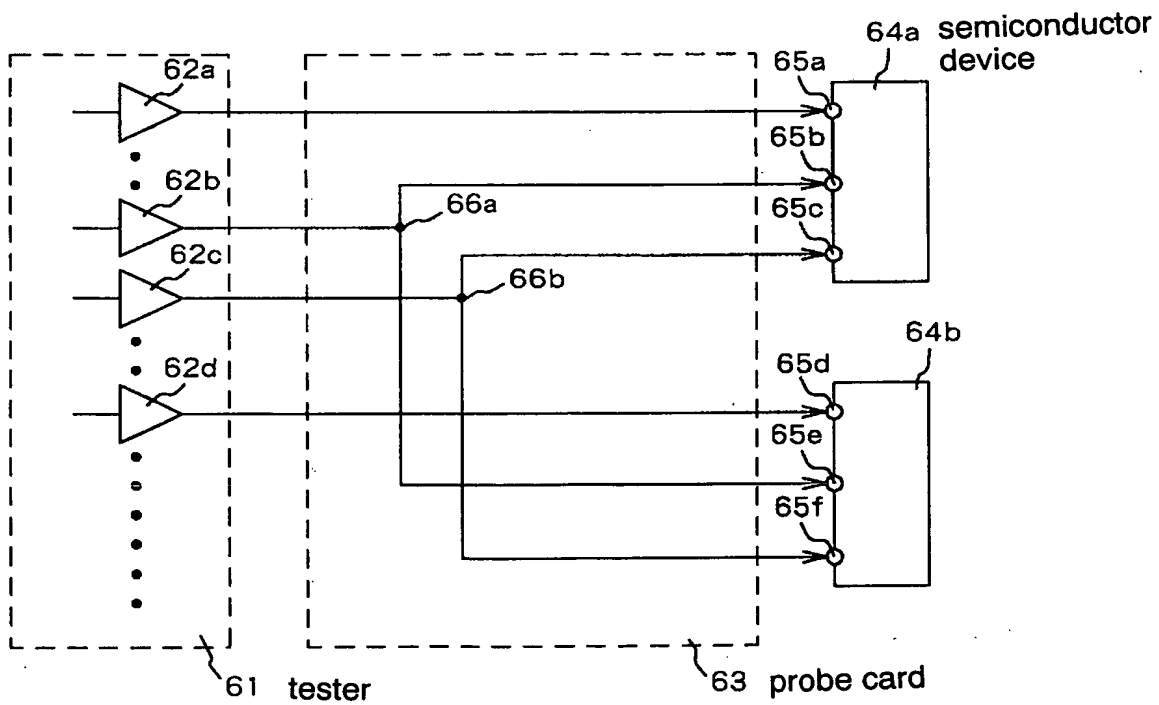 64a semiconductor
device
62a
65a
65b
62b
66a
65c
62c
66b
64b
62d
65d
65e
65f
61 tester
63 probe card